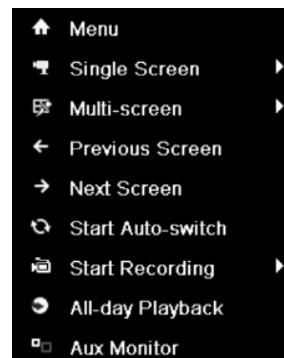 Menu
Single Screen
Multi-screen
Previous Screen
Next Screen
Start Auto-switch
Start Recording
All-day Playback
Aux Monitor